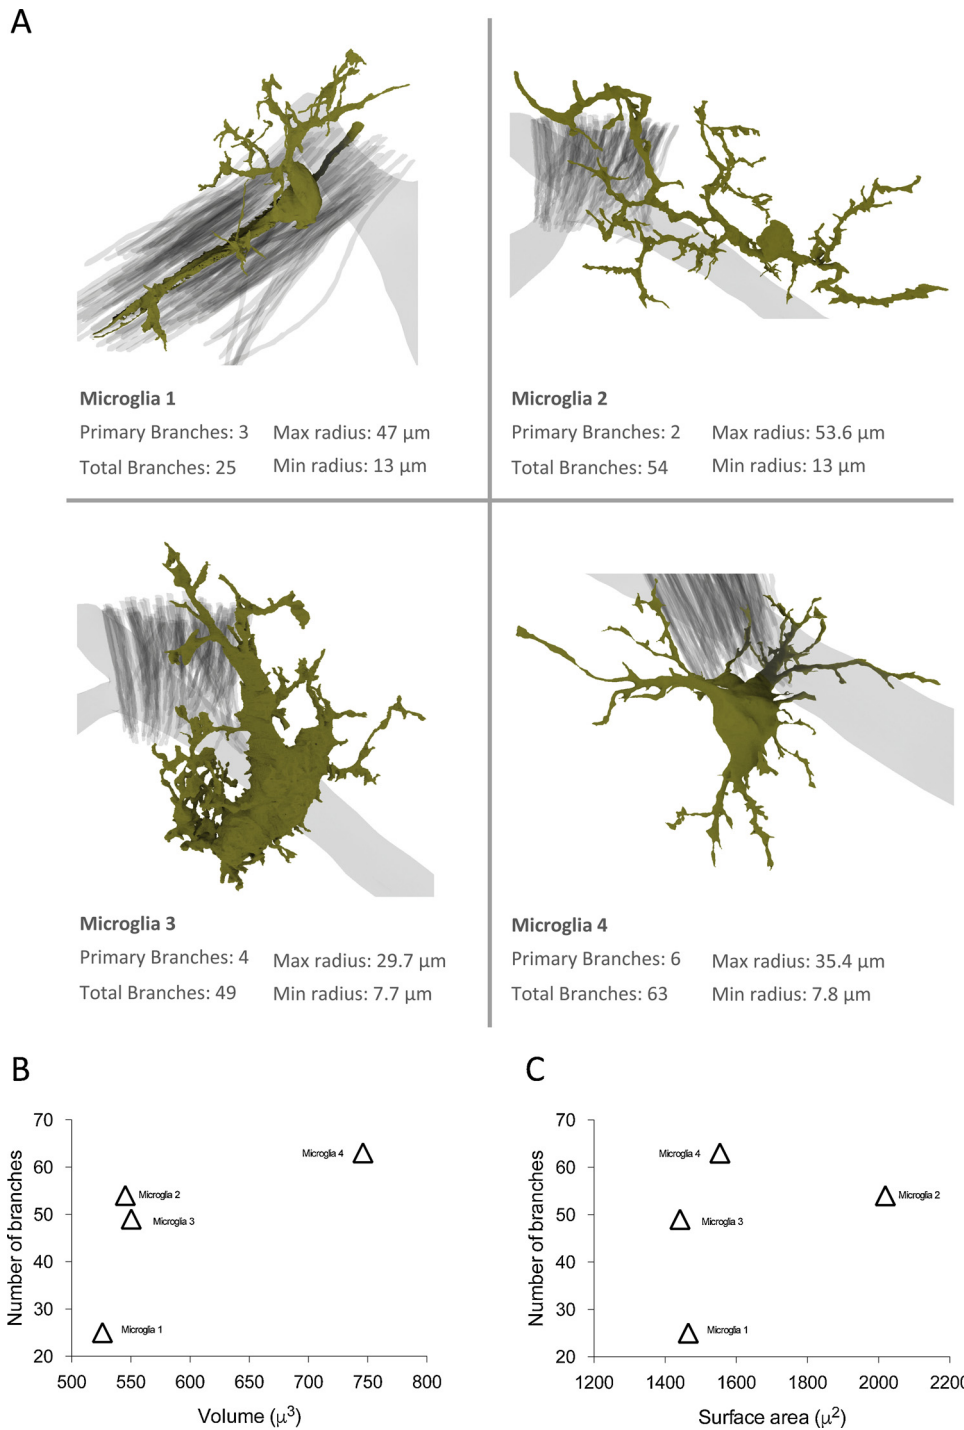 A
Microglia 1
Primary Branches: 3 Max radius: 47 µm
Total Branches: 25 Min radius: 13 µm
Microglia 2
Primary Branches: 2 Max radius: 53.6 µm
Total Branches: 54 Min radius: 13 µm
Microglia 3
Primary Branches: 4 Max radius: 29.7 µm
Total Branches: 49 Min radius: 7.7 µm
Microglia 4
Primary Branches: 6 Max radius: 35.4 µm
Total Branches: 63 Min radius: 7.8 µm
B
Number of branches
70
60
50
40
30
20
Microglia 4
Microglia 2
Microglia 3
Microglia 1
500 550 600 650 700 750 800
Volume (µ³)
C
Number of branches
70
60
50
40
30
20
Microglia 4
Microglia 2
Microglia 3
Microglia 1
1200 1400 1600 1800 2000 2200
Surface area (µ²)